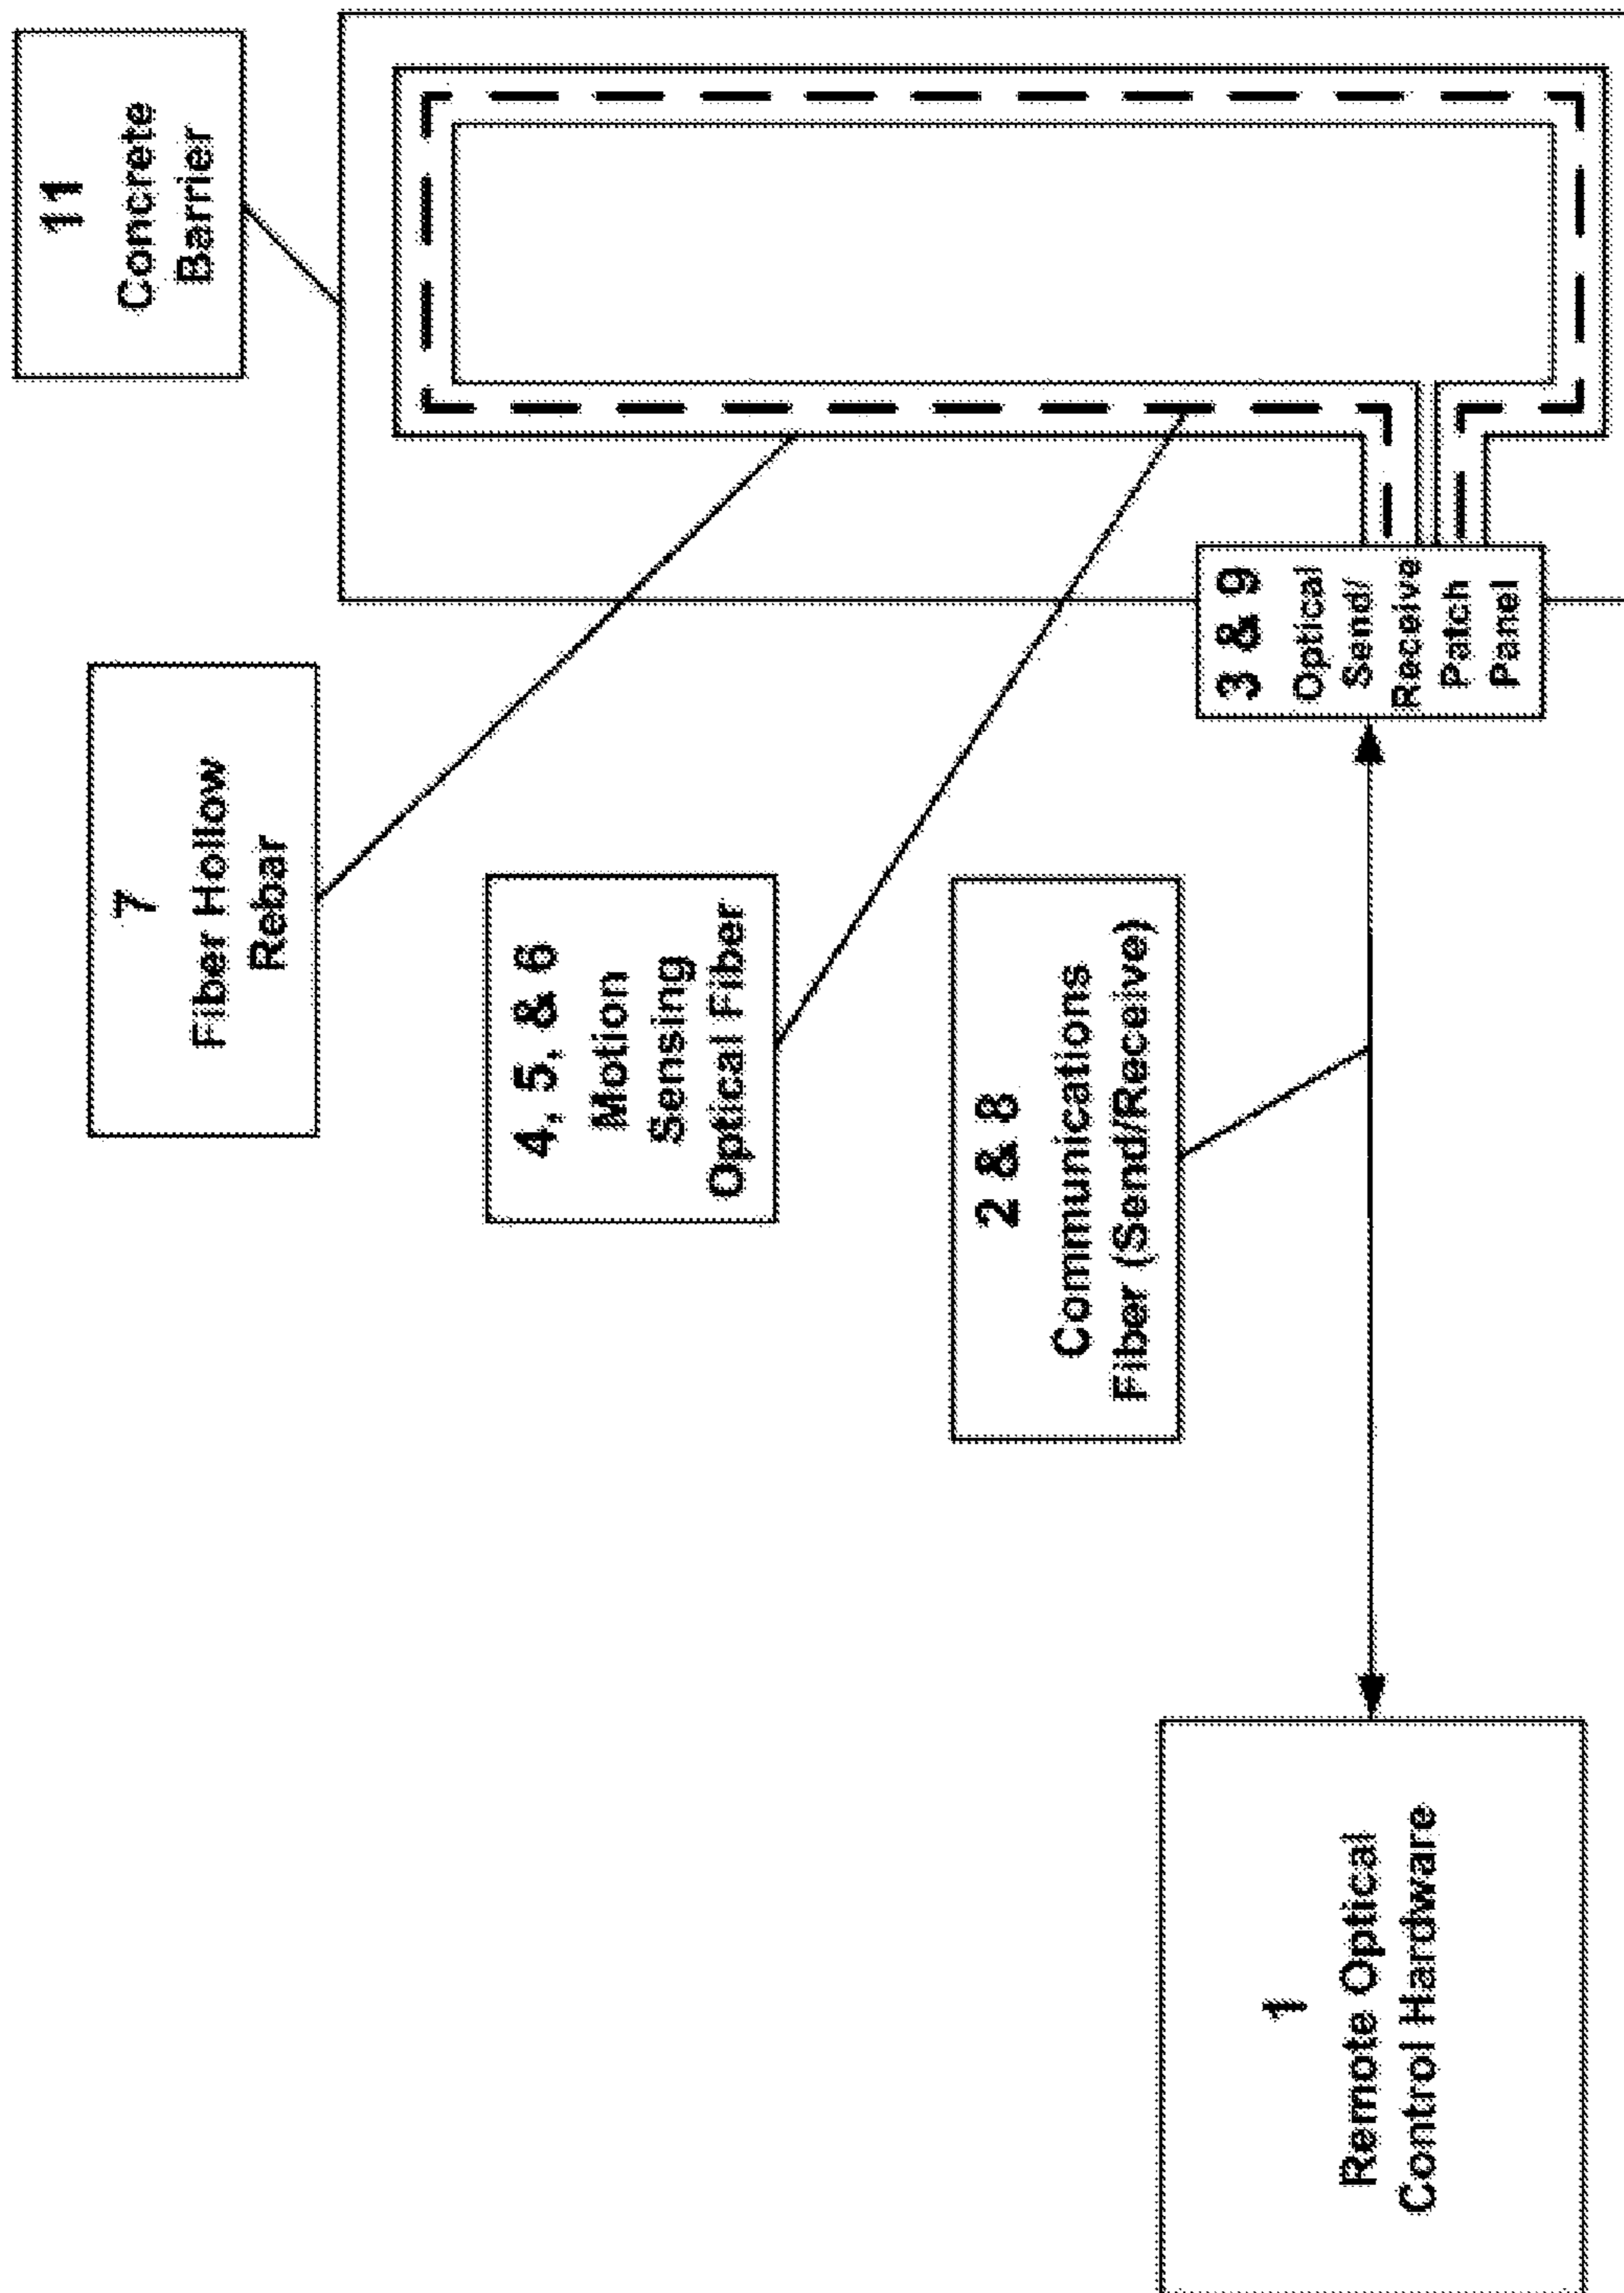 11
Concrete
Barrier
7
Fiber Hollow
Rebar
4, 5, & 6
Motion
Sensing
Optical Fiber
2 & 8
Communications
Fiber (Send/Receive)
3 & 9
Optical
Send/
Receive
Patch
Panel
1
Remote Optical
Control Hardware